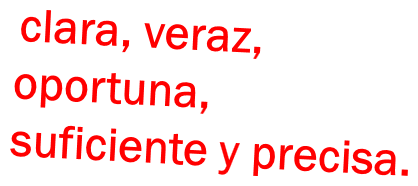 clara, veraz,
oportuna,
suficiente y precisa.